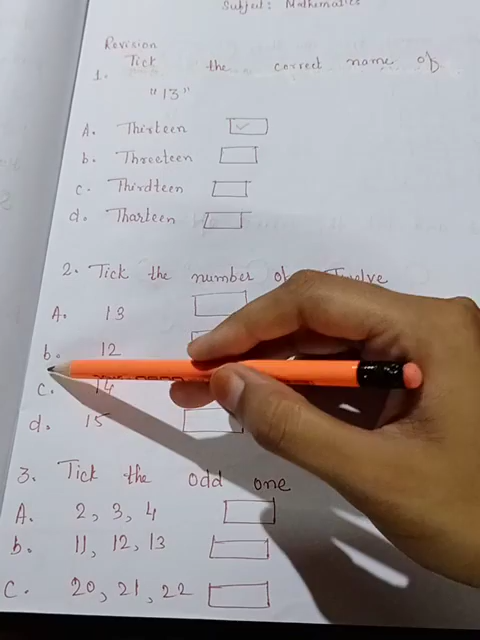 Subject: Mathematics
Revision
1. Tick the correct name of
"13"
A. Thirteen
b. Threeteen
c. Thirdteen
d. Tharteen
2. Tick the number of Twelve
A. 13
b. 12
c. 14
d. 15
3. Tick the odd one
A. 2, 3, 4
b. 11, 12, 13
c. 20, 21, 22